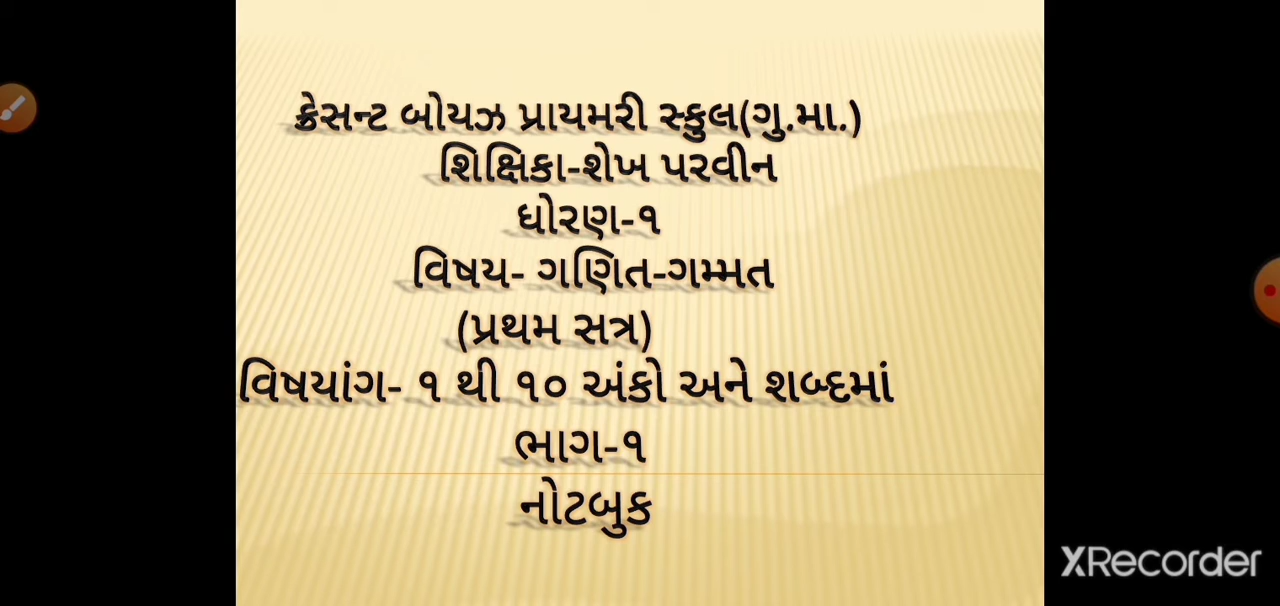 ક્રેસન્ટ બોયઝ પ્રાયમરી સ્કુલ(ગુ.મા.)
શિક્ષિકા-શેખ પરવીન
ધોરણ-૧
વિષય- ગણિત-ગમ્મત
(પ્રથમ સત્ર)
વિષયાંગ- ૧ થી ૧૦ અંકો અને શબ્દમાં
ભાગ-૧
નોટબુક
XRecorder